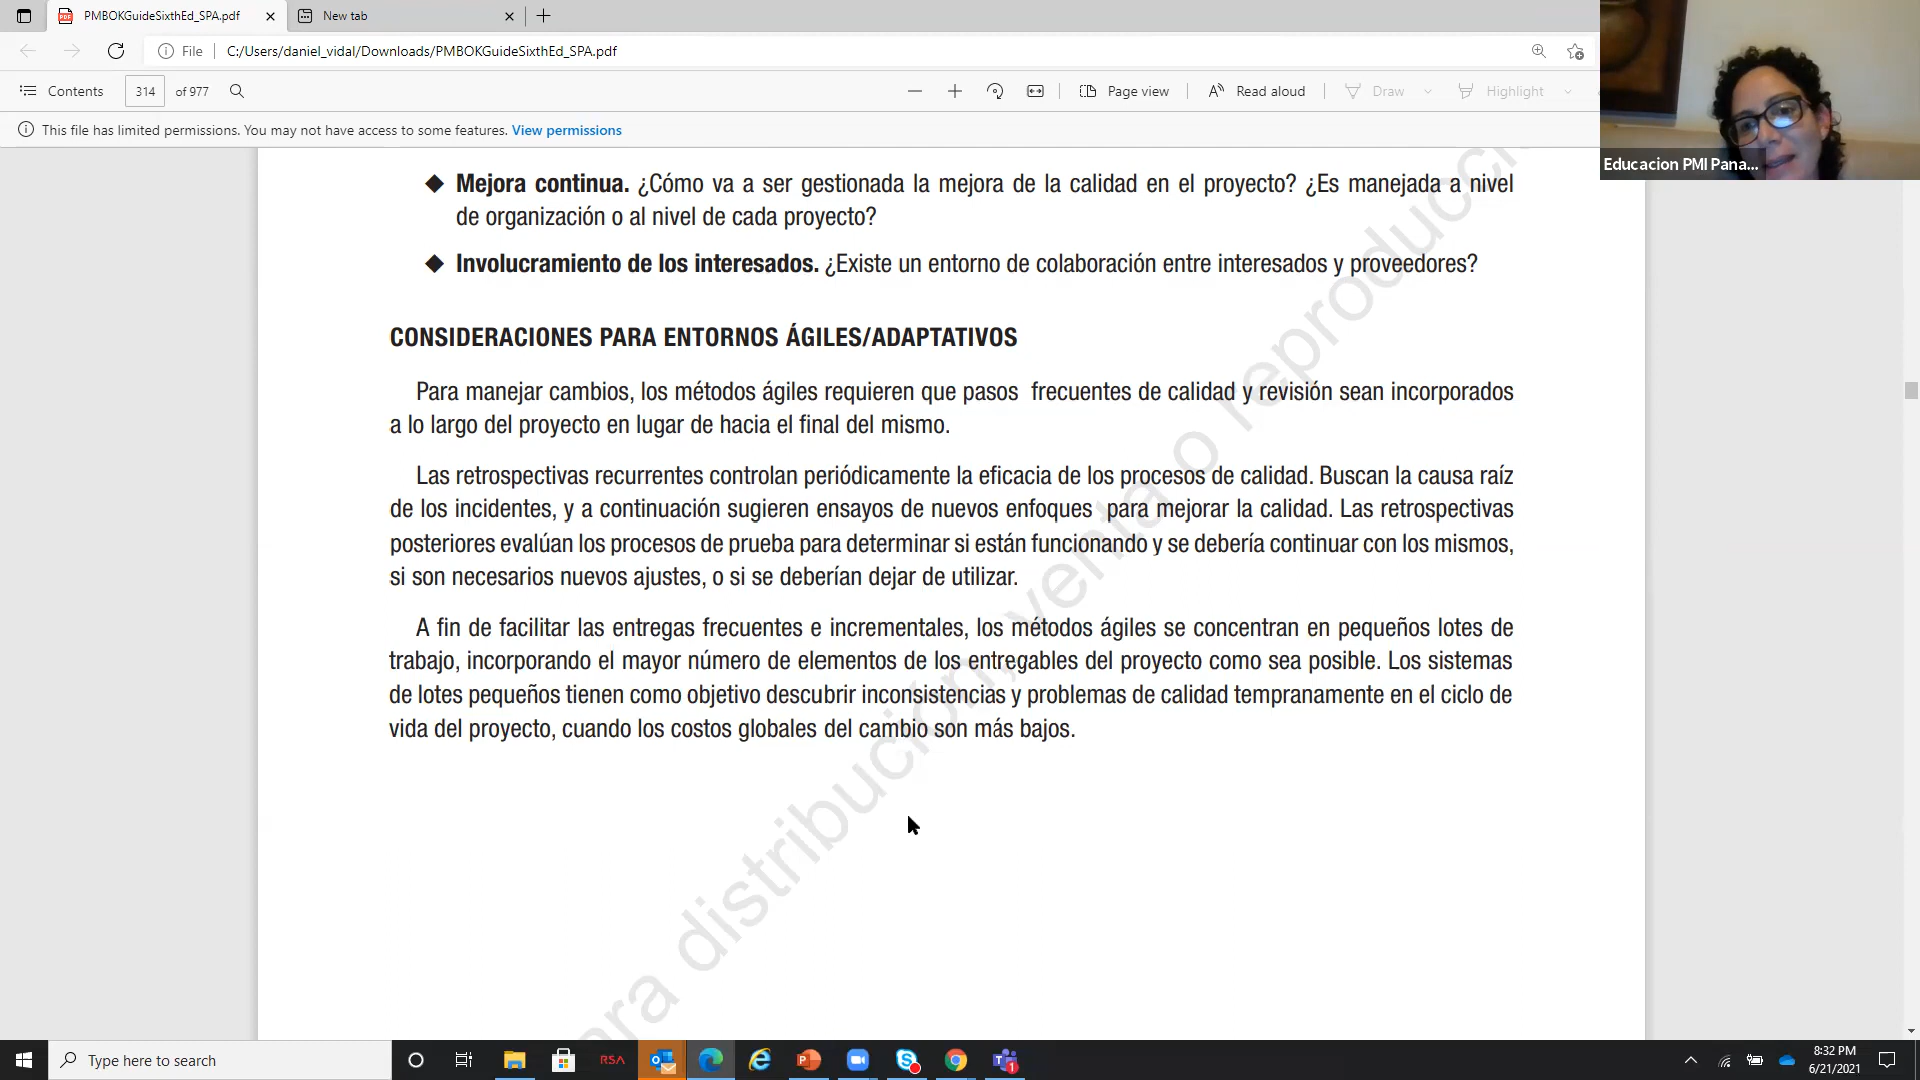 PMBOKGuideSixthEd_SPA.pdf
New tab
File
C:/Users/daniel_vidal/Downloads/PMBOKGuideSixthEd_SPA.pdf
Contents
314
of 977
Page view
Read aloud
Draw
Highlight
This file has limited permissions. You may not have access to some features. View permissions
Educacion PMI Pana...
◆ Mejora continua. ¿Cómo va a ser gestionada la mejora de la calidad en el proyecto? ¿Es manejada a nivel
de organización o al nivel de cada proyecto?
◆ Involucramiento de los interesados. ¿Existe un entorno de colaboración entre interesados y proveedores?
CONSIDERACIONES PARA ENTORNOS ÁGILES/ADAPTATIVOS
Para manejar cambios, los métodos ágiles requieren que pasos frecuentes de calidad y revisión sean incorporados
a lo largo del proyecto en lugar de hacia el final del mismo.
Las retrospectivas recurrentes controlan periódicamente la eficacia de los procesos de calidad. Buscan la causa raíz
de los incidentes, y a continuación sugieren ensayos de nuevos enfoques para mejorar la calidad. Las retrospectivas
posteriores evalúan los procesos de prueba para determinar si están funcionando y se debería continuar con los mismos,
si son necesarios nuevos ajustes, o si se deberían dejar de utilizar.
A fin de facilitar las entregas frecuentes e incrementales, los métodos ágiles se concentran en pequeños lotes de
trabajo, incorporando el mayor número de elementos de los entregables del proyecto como sea posible. Los sistemas
de lotes pequeños tienen como objetivo descubrir inconsistencias y problemas de calidad tempranamente en el ciclo de
vida del proyecto, cuando los costos globales del cambio son más bajos.
ara distribución, venta o reproducc
Type here to search
RSA
1
8:32 PM
6/21/2021